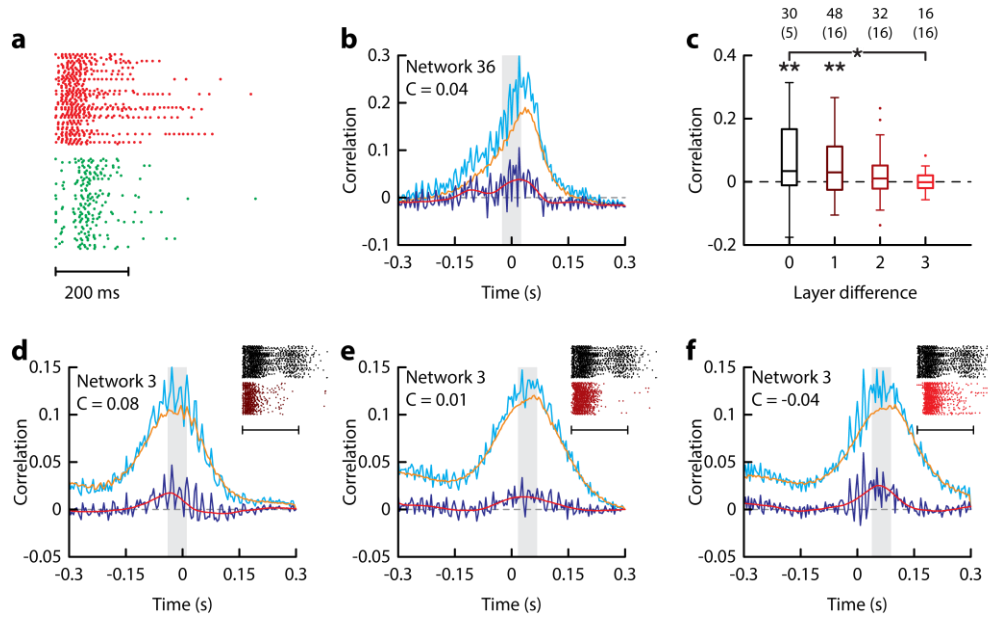 a
200 ms
b
Network 36
C = 0.04
0.3
0.2
0.1
0
-0.1
Correlation
-0.3
-0.15
0
0.15
0.3
Time (s)
c
30 48 32 16
(5) (16) (16) (16)
*
** **
0.4
0.2
0
-0.2
Correlation
0 1 2 3
Layer difference
d
Network 3
C = 0.08
0.15
0.1
0.05
0
-0.05
Correlation
-0.3
-0.15
0
0.15
0.3
Time (s)
e
Network 3
C = 0.01
0.15
0.1
0.05
0
-0.05
Correlation
-0.3
-0.15
0
0.15
0.3
Time (s)
f
Network 3
C = -0.04
0.15
0.1
0.05
0
-0.05
Correlation
-0.3
-0.15
0
0.15
0.3
Time (s)